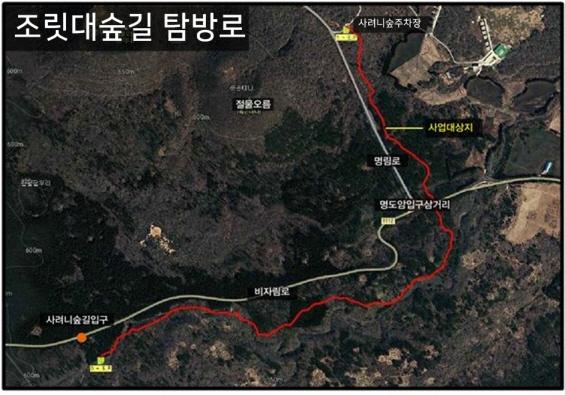 조릿대숲길 탐방로
사려니숲주차장
절물오름
사업대상지
명림로
명도암입구삼거리
1112
비자림로
사려니숲길입구
600m